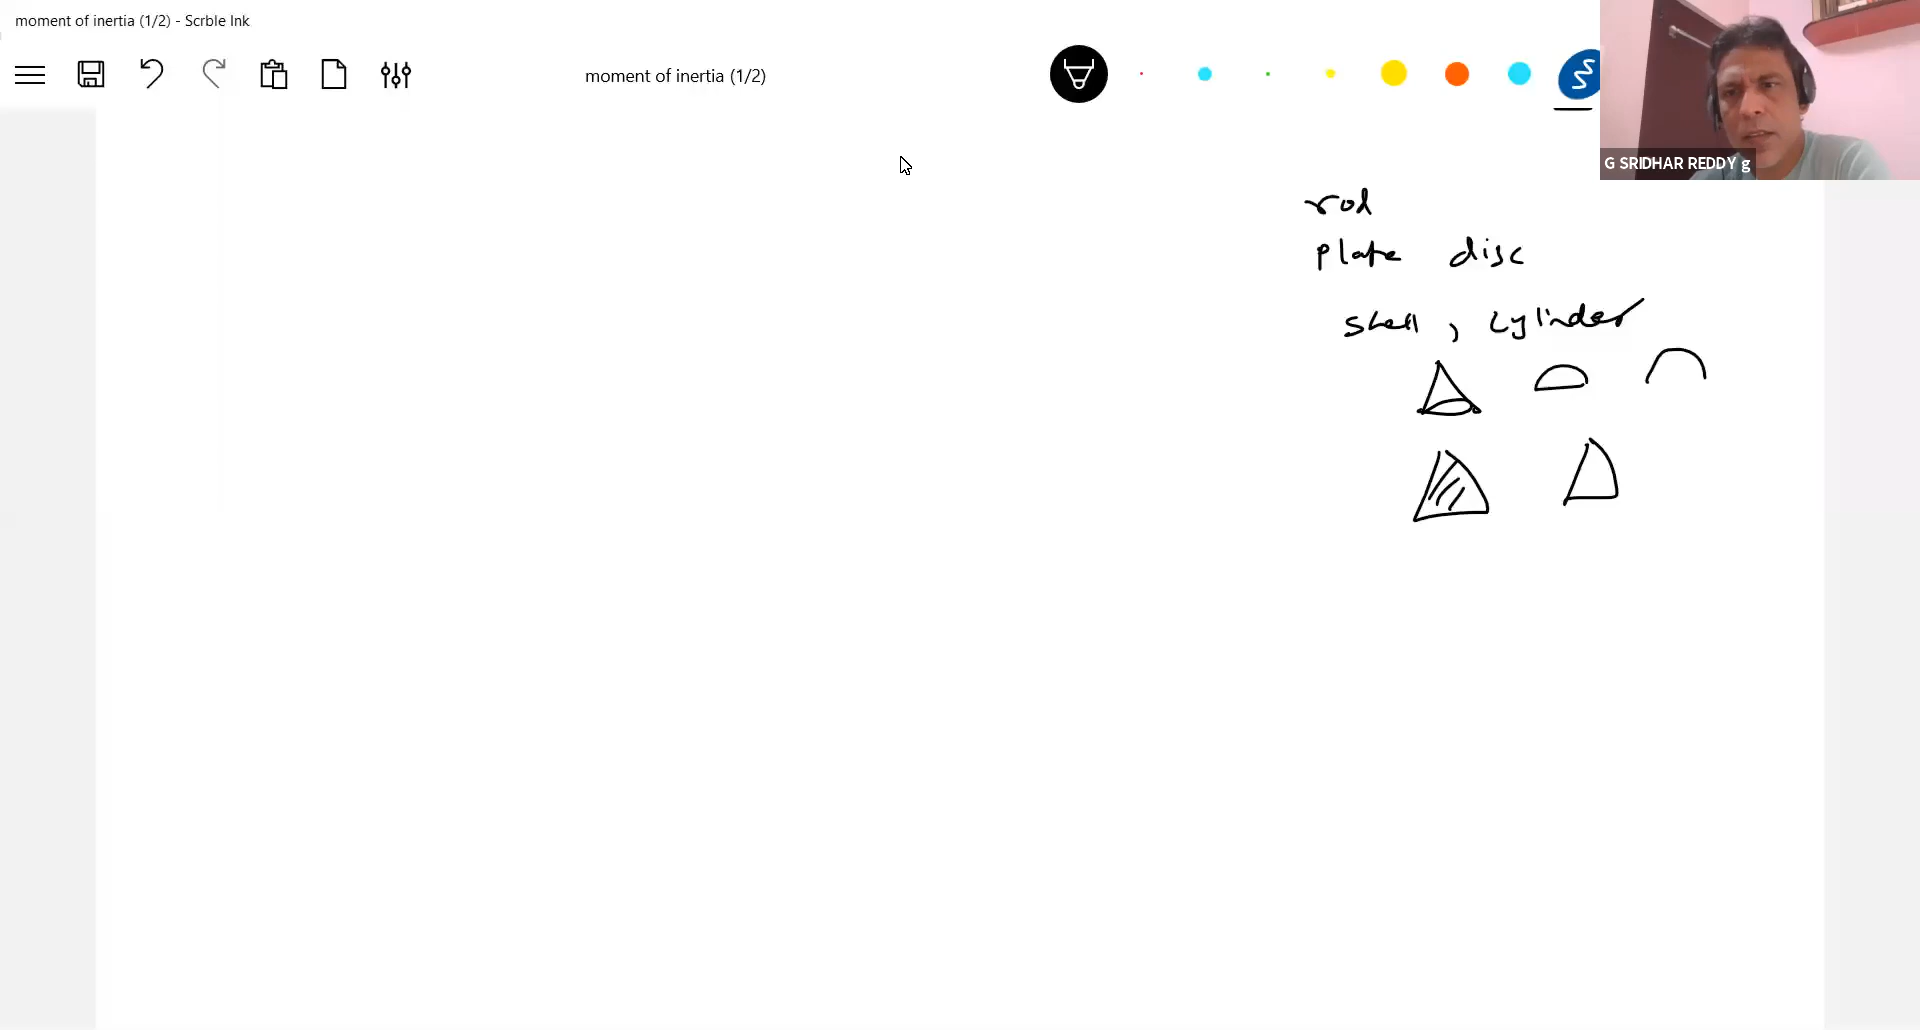 moment of inertia (1/2) - Scrble Ink
moment of inertia (1/2)
G SRIDHAR REDDY g
rod
plate disc
shell, cylinder